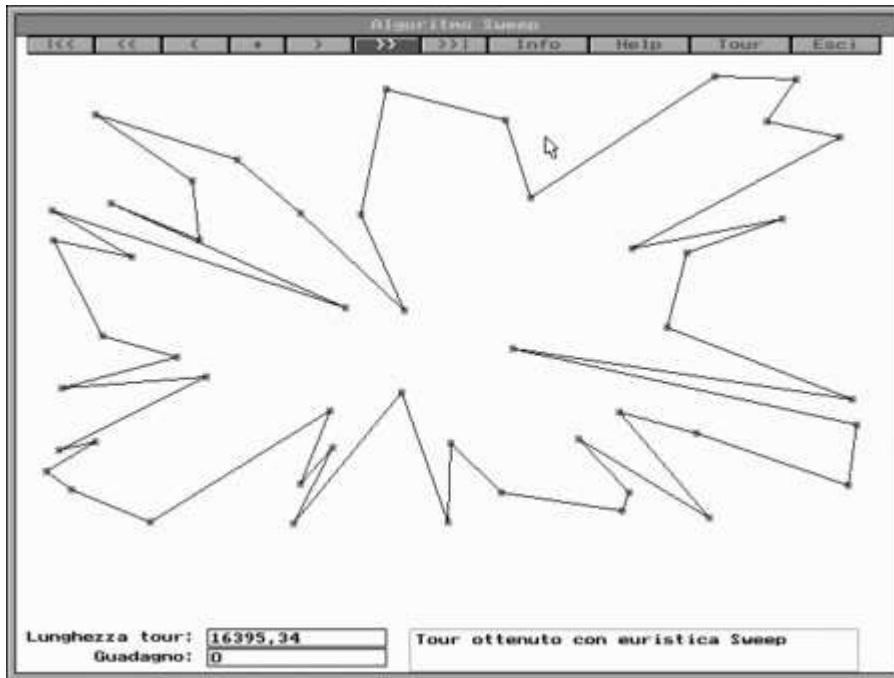 Algoritmo Sweep
I<< << < * > >> >>I Info Help Tour Esci
Lunghezza tour: 16395,34
Tour ottenuto con euristica Sweep
Guadagno: 0